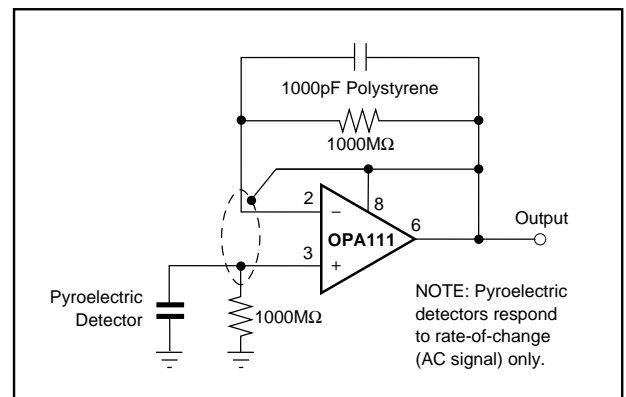 1000pF Polystyrene
1000MΩ
2
−
8
OPA111
6
Output
3
+
Pyroelectric
Detector
1000MΩ
NOTE: Pyroelectric
detectors respond
to rate-of-change
(AC signal) only.